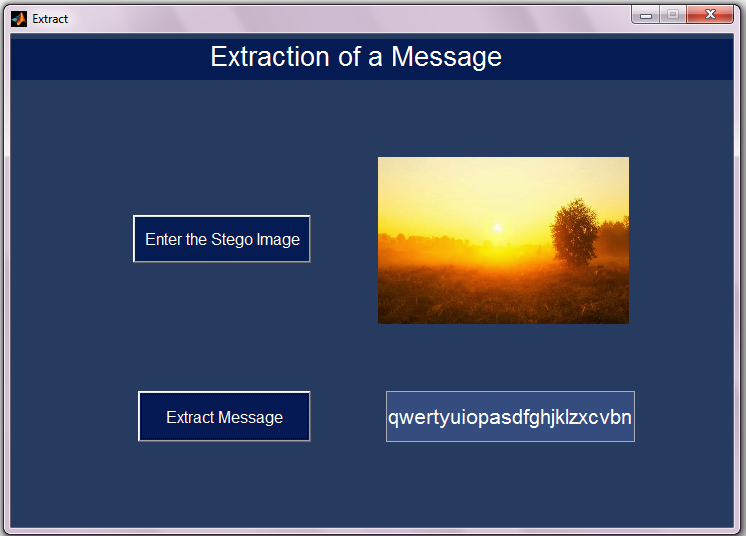 Extract
Extraction of a Message
Enter the Stego Image
Extract Message
qwertyuiopasdfghjklzxcvbn